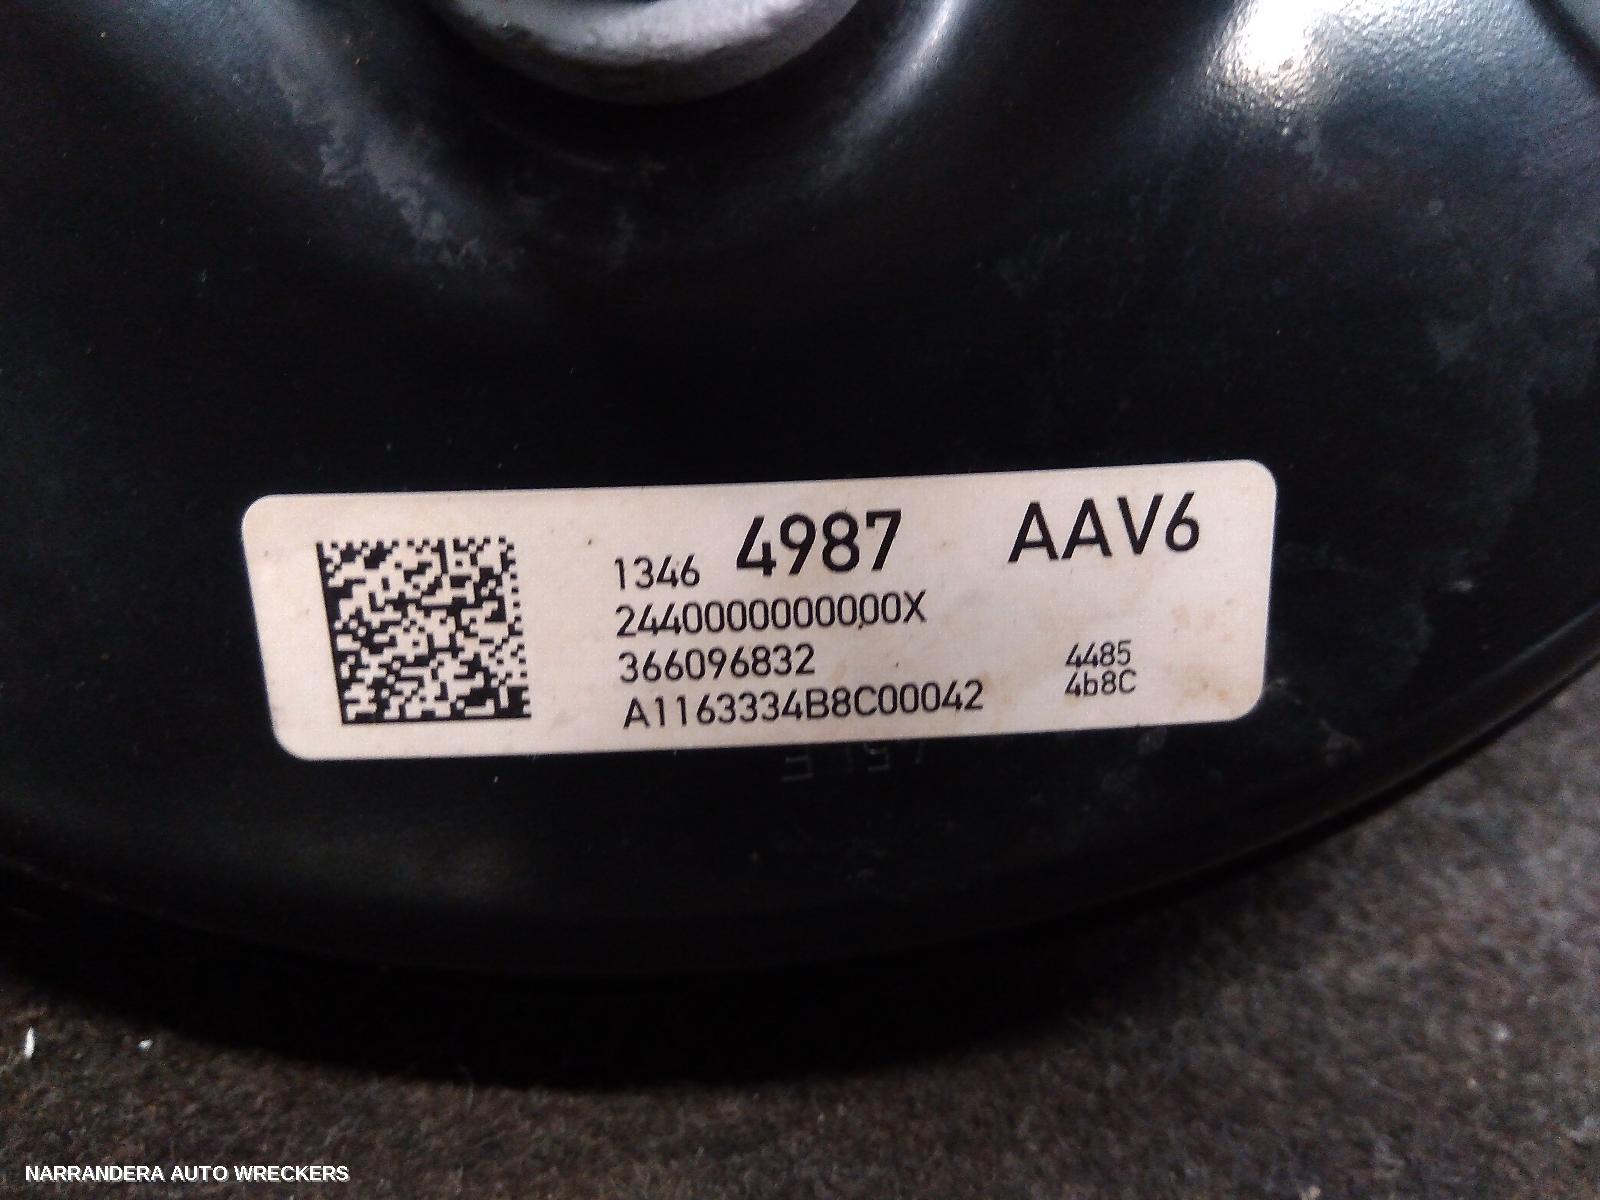 1346 4987 AAV6
2440000000000X
366096832
4485
A1163334B8C00042
4b8C
NARRANDERA AUTO WRECKERS